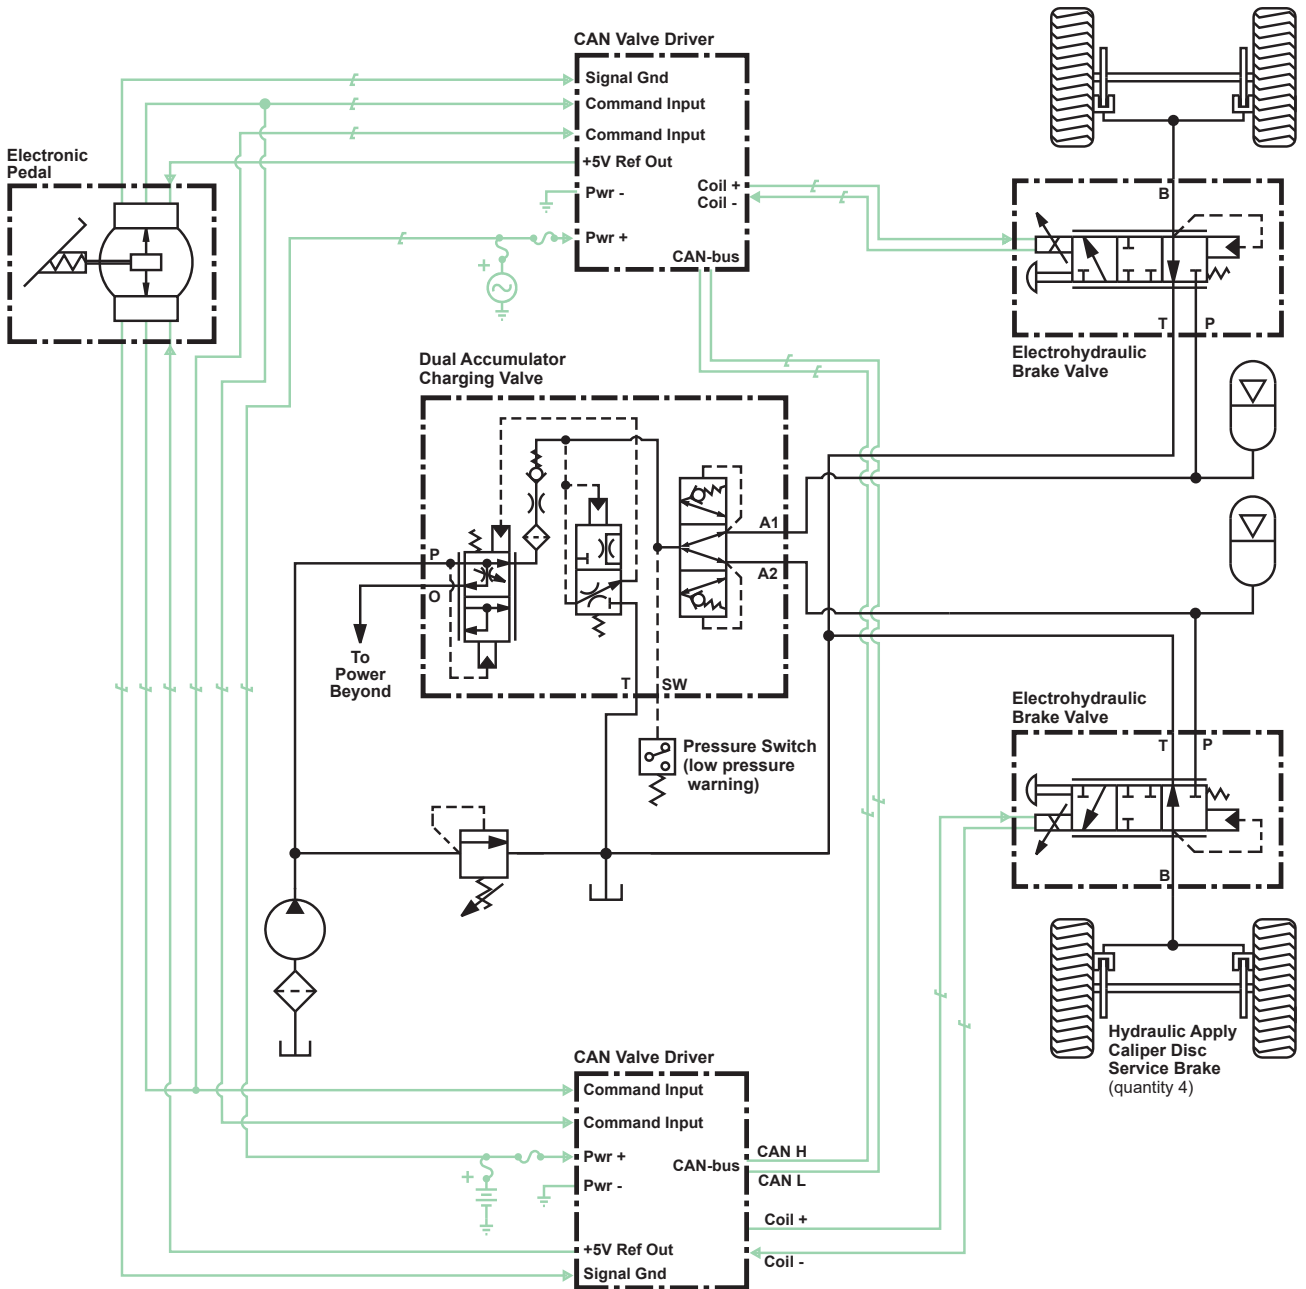 CAN Valve Driver
Signal Gnd
Command Input
Command Input
+5V Ref Out
Pwr -
Coil +
Coil -
Pwr +
CAN-bus
Electronic
Pedal
+
B
T
P
Electrohydraulic
Brake Valve
Dual Accumulator
Charging Valve
A1
A2
P
O
To
Power
Beyond
T
SW
Pressure Switch
(low pressure
warning)
Electrohydraulic
Brake Valve
T
P
B
Hydraulic Apply
Caliper Disc
Service Brake
(quantity 4)
CAN Valve Driver
Command Input
Command Input
Pwr +
CAN-bus
CAN H
CAN L
Pwr -
+
Coil +
+5V Ref Out
Coil -
Signal Gnd